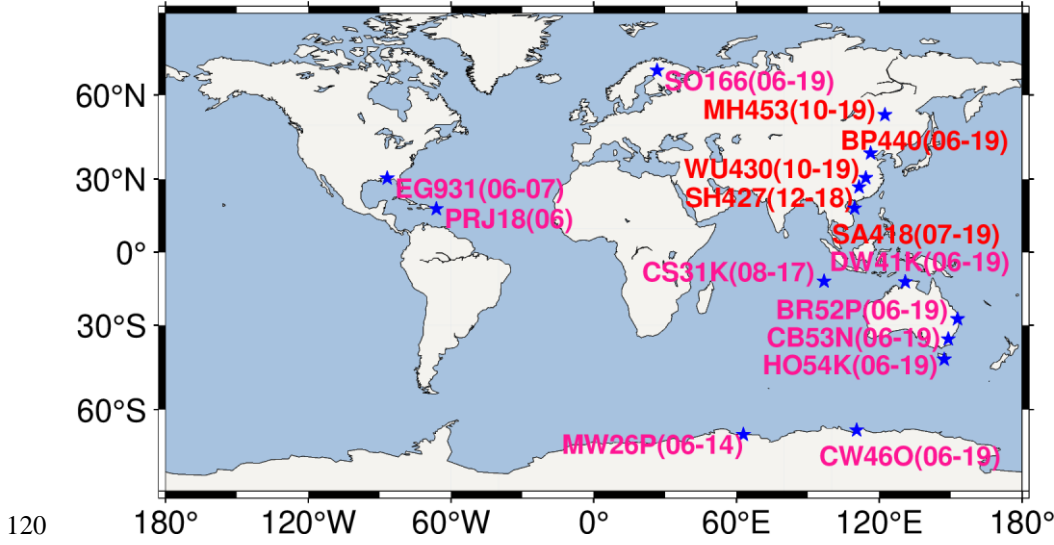 SO166(06-19)
60°N
MH453(10-19)
BP440(06-19)
WU430(10-19)
30°N
EG931(06-07)
SH427(12-18)
PRJ18(06)
SA418(07-19)
0°
DW41K(06-19)
CS31K(08-17)
BR52P(06-19)
30°S
CB53N(06-19)
HO54K(06-19)
60°S
MW26P(06-14)
CW46O(06-19)
120
180° 120°W 60°W 0° 60°E 120°E 180°